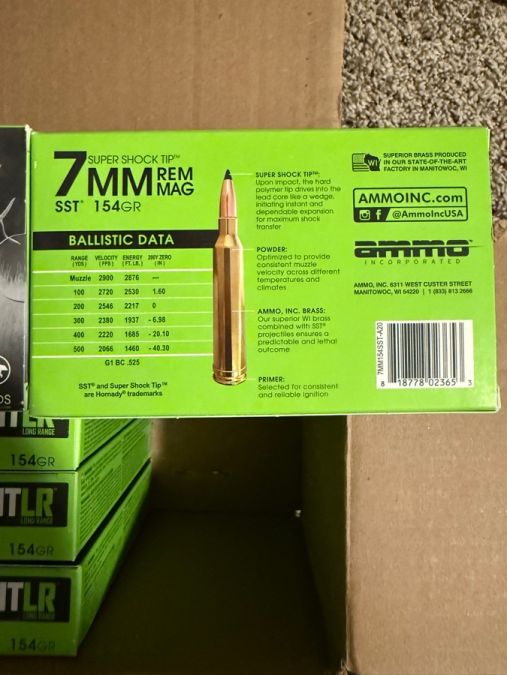 SUPER SHOCK TIP™
7MM REM MAG
SST® 154GR
BALLISTIC DATA
RANGE (YDS) VELOCITY (FPS) ENERGY (FT. LB.) 200Y ZERO (IN)
Muzzle 2900 2876 ---
100 2720 2530 1.60
200 2546 2217 0
300 2380 1937 - 6.98
400 2220 1685 - 20.10
500 2066 1460 - 40.30
G1 BC .525
SST® and Super Shock Tip™
are Hornady® trademarks
SUPER SHOCK TIP™:
Upon impact, the hard
polymer tip drives into the
lead core like a wedge,
initiating instant and
dependable expansion
for maximum shock
transfer
POWDER:
Optimized to provide
consistent muzzle
velocity across different
temperatures and
climates
AMMO, INC. BRASS:
Our superior WI brass
combined with SST®
projectiles ensures a
predictable and lethal
outcome
PRIMER:
Selected for consistent
and reliable ignition
WI
SUPERIOR BRASS PRODUCED
IN OUR STATE-OF-THE-ART
FACTORY IN MANITOWOC, WI
AMMOINC.com
f /@AmmoIncUSA
ammo
INCORPORATED
AMMO, INC. 6311 WEST CUSTER STREET
MANITOWOC, WI 54220 | 1 (833) 813 2666
7MM154SST-A20
8 18778 02365 3
DS
LONG RANGE
154GR
TLR
LONG RANGE
154GR
TLR
LONG RANGE
154GR